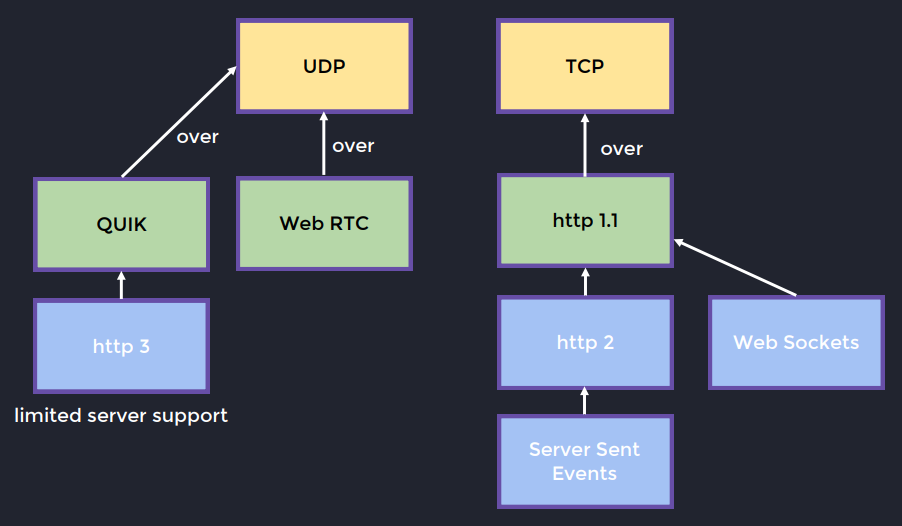 UDP
TCP
over
over
over
QUIK
Web RTC
http 1.1
http 3
http 2
Web Sockets
limited server support
Server Sent
Events